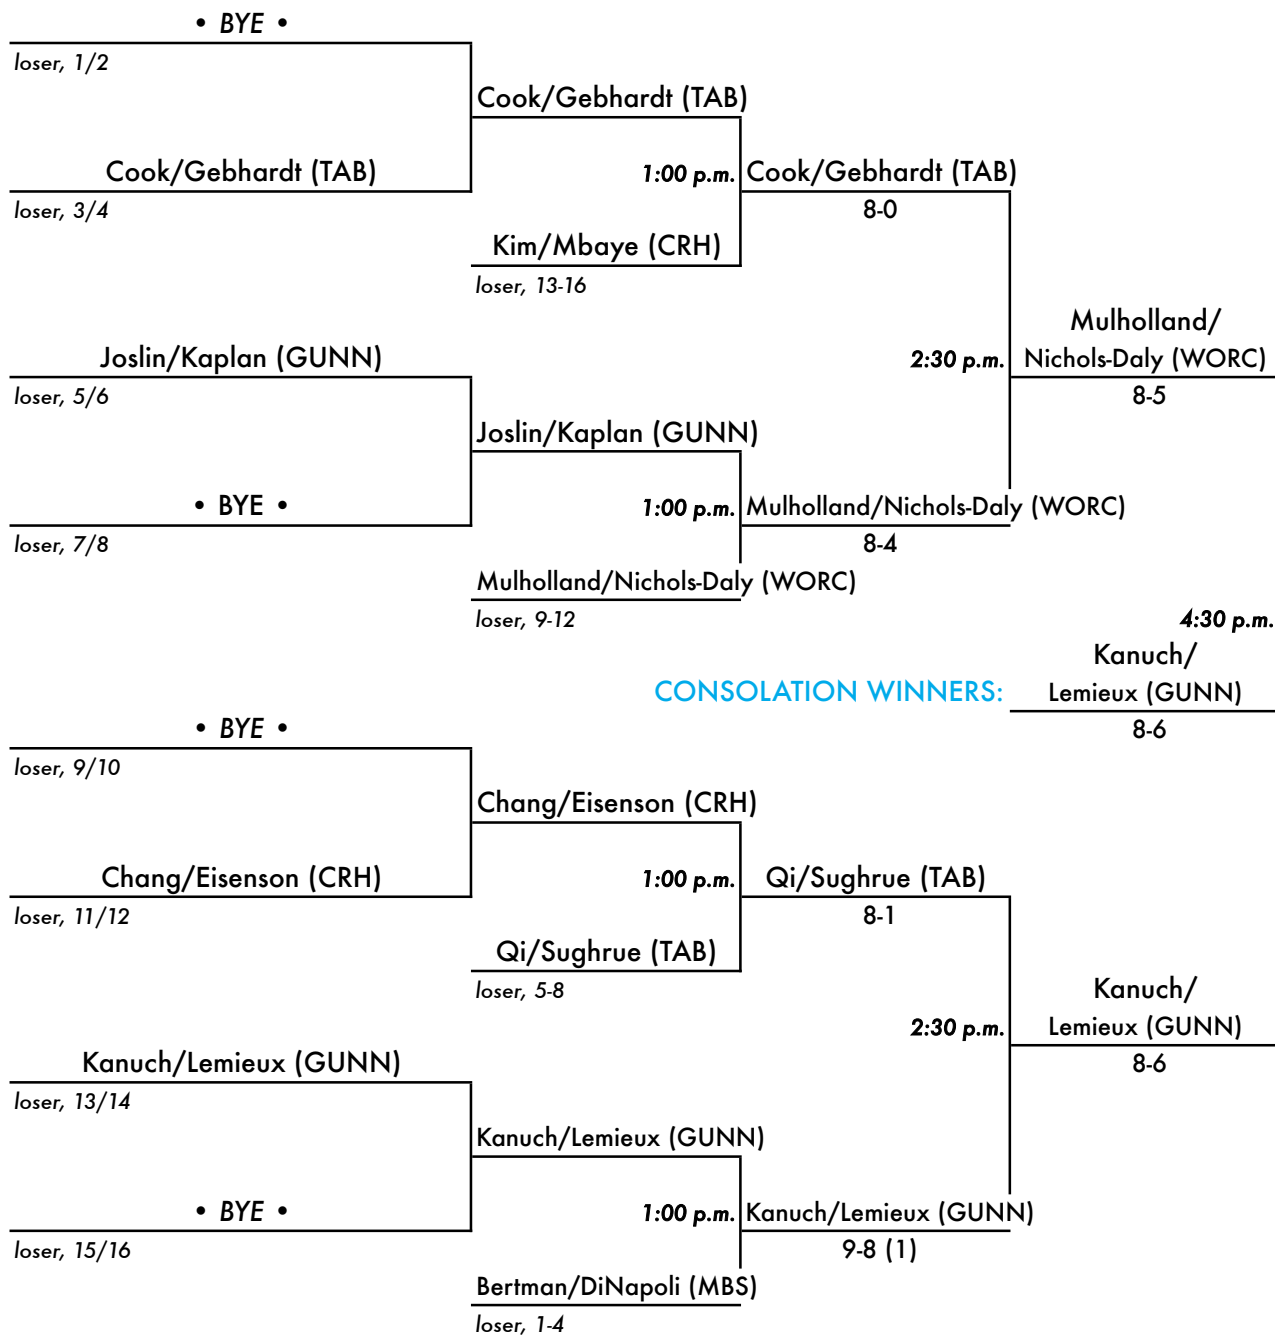 • BYE •
loser, 1/2
Cook/Gebhardt (TAB)
Cook/Gebhardt (TAB)
1:00 p.m.
Cook/Gebhardt (TAB)
loser, 3/4
8-0
Kim/Mbaye (CRH)
loser, 13-16
Mulholland/
Joslin/Kaplan (GUNN)
2:30 p.m.
Nichols-Daly (WORC)
loser, 5/6
8-5
Joslin/Kaplan (GUNN)
• BYE •
1:00 p.m.
Mulholland/Nichols-Daly (WORC)
loser, 7/8
8-4
Mulholland/Nichols-Daly (WORC)
loser, 9-12
4:30 p.m.
Kanuch/
CONSOLATION WINNERS:
Lemieux (GUNN)
• BYE •
8-6
loser, 9/10
Chang/Eisenson (CRH)
Chang/Eisenson (CRH)
1:00 p.m.
Qi/Sughrue (TAB)
loser, 11/12
8-1
Qi/Sughrue (TAB)
loser, 5-8
Kanuch/
2:30 p.m.
Lemieux (GUNN)
Kanuch/Lemieux (GUNN)
8-6
loser, 13/14
Kanuch/Lemieux (GUNN)
• BYE •
1:00 p.m.
Kanuch/Lemieux (GUNN)
loser, 15/16
9-8 (1)
Bertman/DiNapoli (MBS)
loser, 1-4